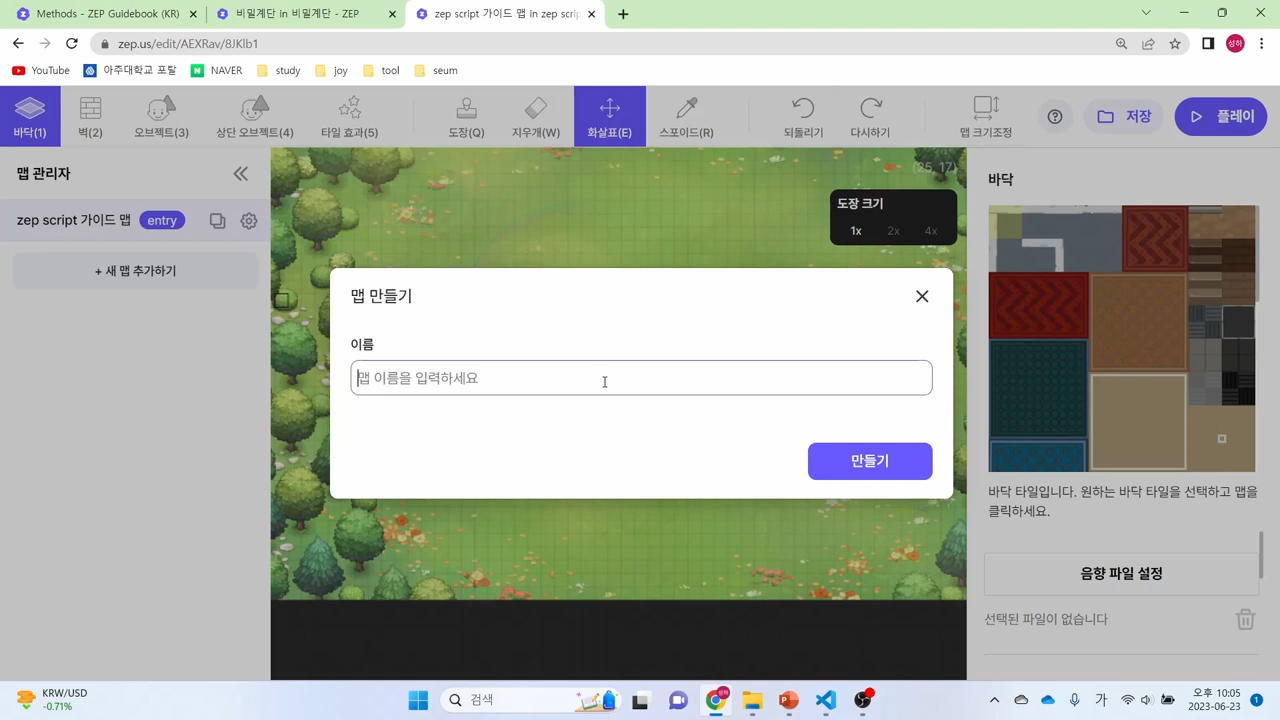 Methods - ZEP Guidebook (KR)
비밀계단 in 비밀계단 - ZEP
zep script 가이드 맵 in zep scri
zep.us/edit/AEXRav/8JKlb1
성하
YouTube
아주대학교 포탈
NAVER
study
joy
tool
seum
바닥(1)
벽(2)
오브젝트(3)
상단 오브젝트(4)
타일 효과(5)
도장(Q)
지우개(W)
화살표(E)
스포이드(R)
되돌리기
다시하기
맵 크기조정
저장
플레이
맵 관리자
zep script 가이드 맵
entry
+ 새 맵 추가하기
(25, 17)
도장 크기
1x
2x
4x
맵 만들기
이름
맵 이름을 입력하세요
만들기
바닥
바닥 타일입니다. 원하는 바닥 타일을 선택하고 맵을
클릭하세요.
음향 파일 설정
선택된 파일이 없습니다
KRW/USD
-0.71%
검색
가
오후 10:05
2023-06-23
1